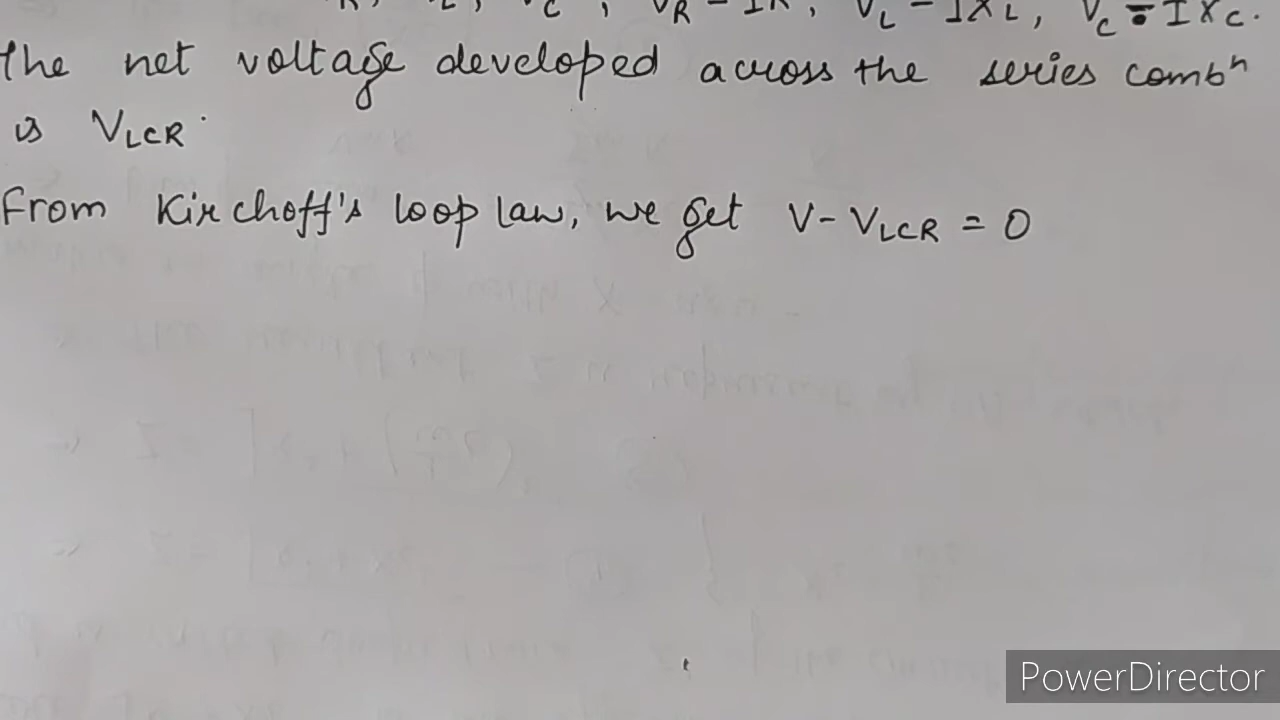 V_R = IR, V_L = IX_L, V_C = IX_C.
the net voltage developed across the series combⁿ
is V_LCR.
From Kirchoff's loop law, we get V - V_LCR = 0
PowerDirector